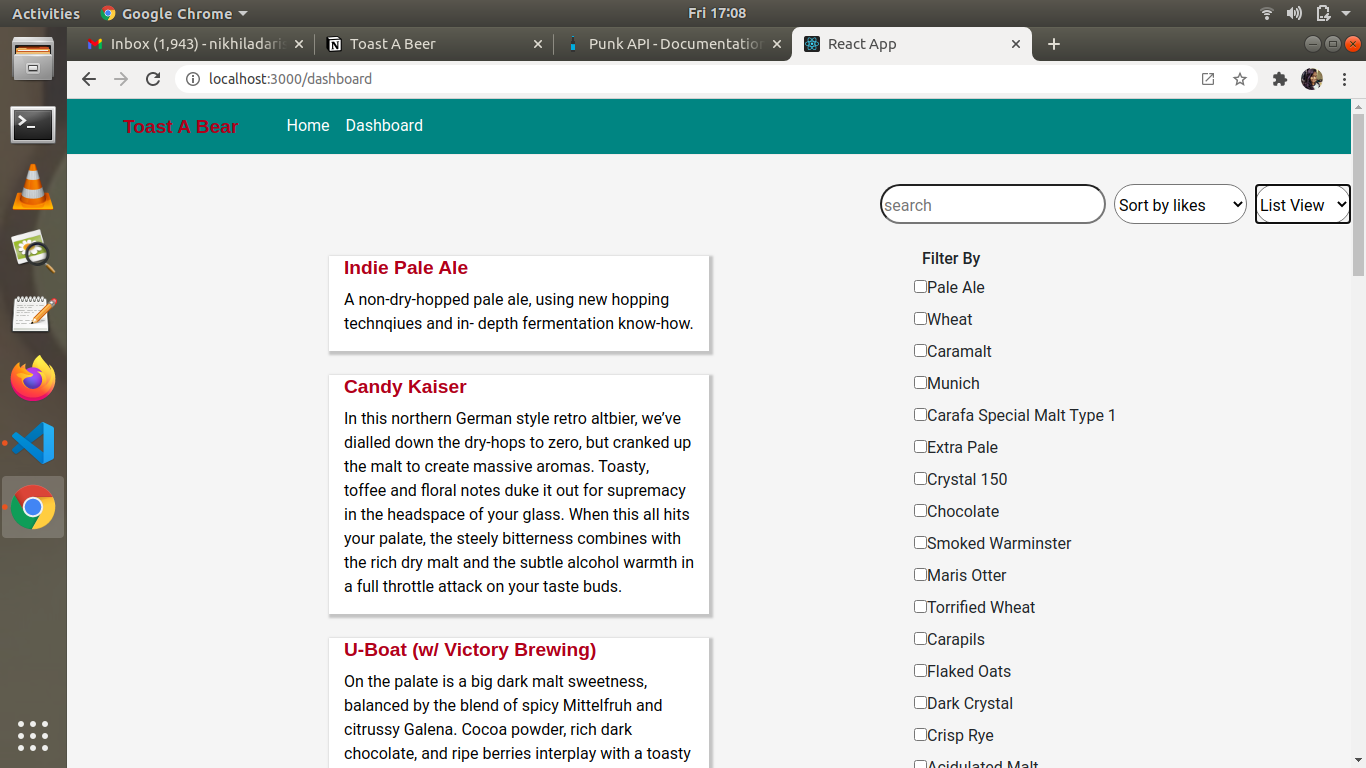 Activities
Google Chrome
Fri 17:08
Inbox (1,943) - nikhiladaris
Toast A Beer
Punk API - Documentation
React App
localhost:3000/dashboard
Toast A Bear
Home
Dashboard
search
Sort by likes
List View
Indie Pale Ale
A non-dry-hopped pale ale, using new hopping
technqiues and in- depth fermentation know-how.
Candy Kaiser
In this northern German style retro altbier, we’ve
dialled down the dry-hops to zero, but cranked up
the malt to create massive aromas. Toasty,
toffee and floral notes duke it out for supremacy
in the headspace of your glass. When this all hits
your palate, the steely bitterness combines with
the rich dry malt and the subtle alcohol warmth in
a full throttle attack on your taste buds.
U-Boat (w/ Victory Brewing)
On the palate is a big dark malt sweetness,
balanced by the blend of spicy Mittelfruh and
citrussy Galena. Cocoa powder, rich dark
chocolate, and ripe berries interplay with a toasty
Filter By
Pale Ale
Wheat
Caramalt
Munich
Carafa Special Malt Type 1
Extra Pale
Crystal 150
Chocolate
Smoked Warminster
Maris Otter
Torrified Wheat
Carapils
Flaked Oats
Dark Crystal
Crisp Rye
Acidulated Malt